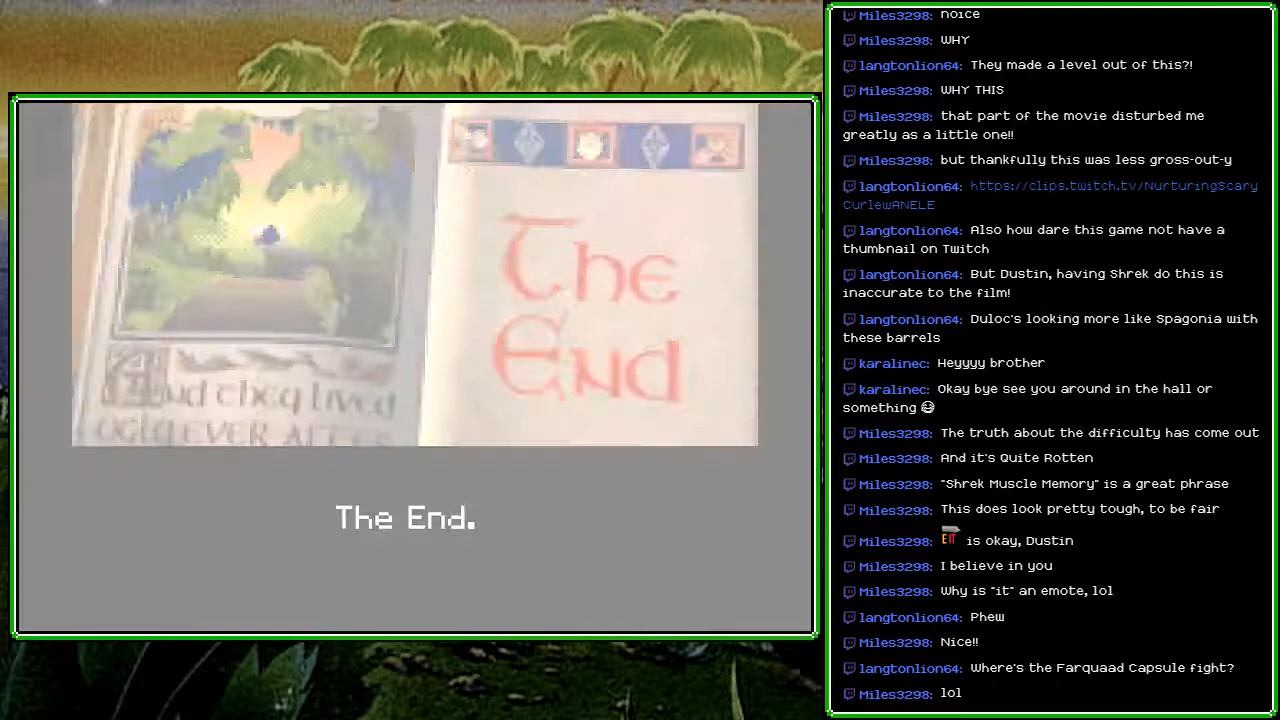 The
End
And they lived
ugly EVER AFTER
The End.
Miles3298: noice
Miles3298: WHY
langtonlion64: They made a level out of this?!
Miles3298: WHY THIS
Miles3298: that part of the movie disturbed me
greatly as a little one!!
Miles3298: but thankfully this was less gross-out-y
langtonlion64: https://clips.twitch.tv/NurturingScary
CurlewANELE
langtonlion64: Also how dare this game not have a
thumbnail on Twitch
langtonlion64: But Dustin, having Shrek do this is
inaccurate to the film!
langtonlion64: Duloc's looking more like Spagonia with
these barrels
karalinec: Heyyyy brother
karalinec: Okay bye see you around in the hall or
something 😂
Miles3298: The truth about the difficulty has come out
Miles3298: And it's Quite Rotten
Miles3298: "Shrek Muscle Memory" is a great phrase
Miles3298: This does look pretty tough, to be fair
Miles3298: is okay, Dustin
Miles3298: I believe in you
Miles3298: Why is "it" an emote, lol
langtonlion64: Phew
Miles3298: Nice!!
langtonlion64: Where's the Farquaad Capsule fight?
Miles3298: lol